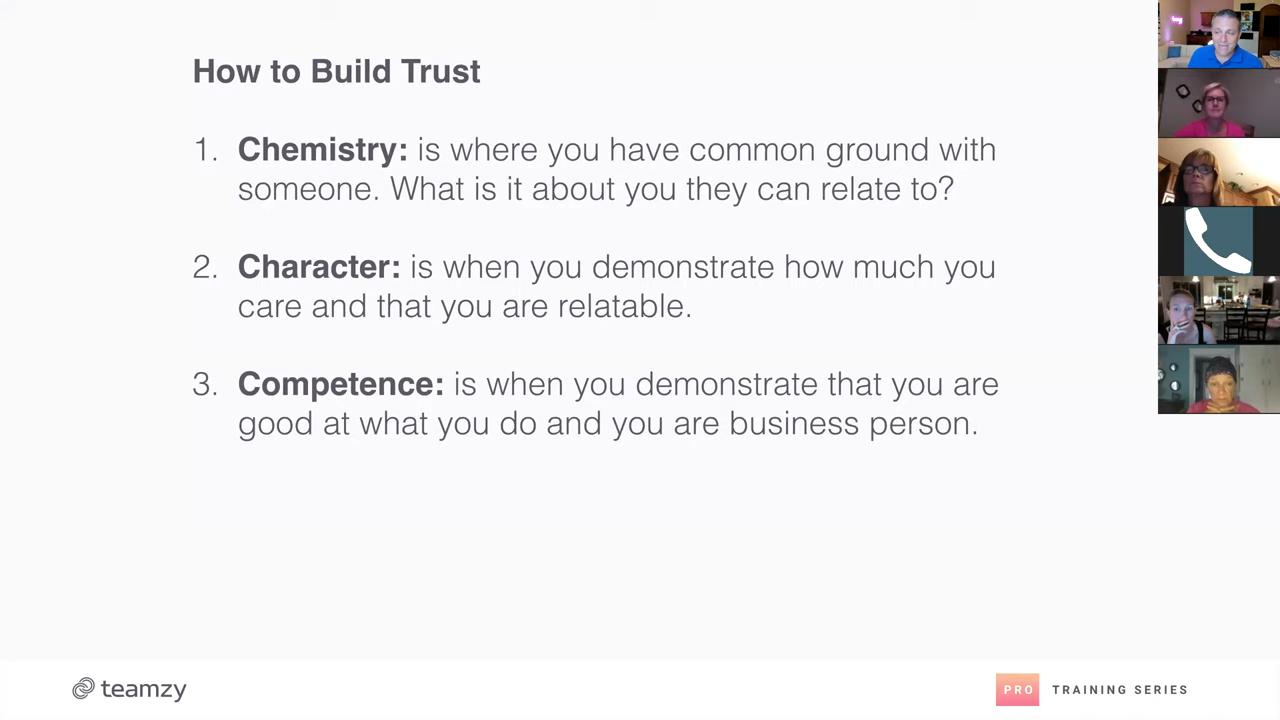 How to Build Trust
1. Chemistry: is where you have common ground with
someone. What is it about you they can relate to?
2. Character: is when you demonstrate how much you
care and that you are relatable.
3. Competence: is when you demonstrate that you are
good at what you do and you are business person.
teamzy
PRO TRAINING SERIES